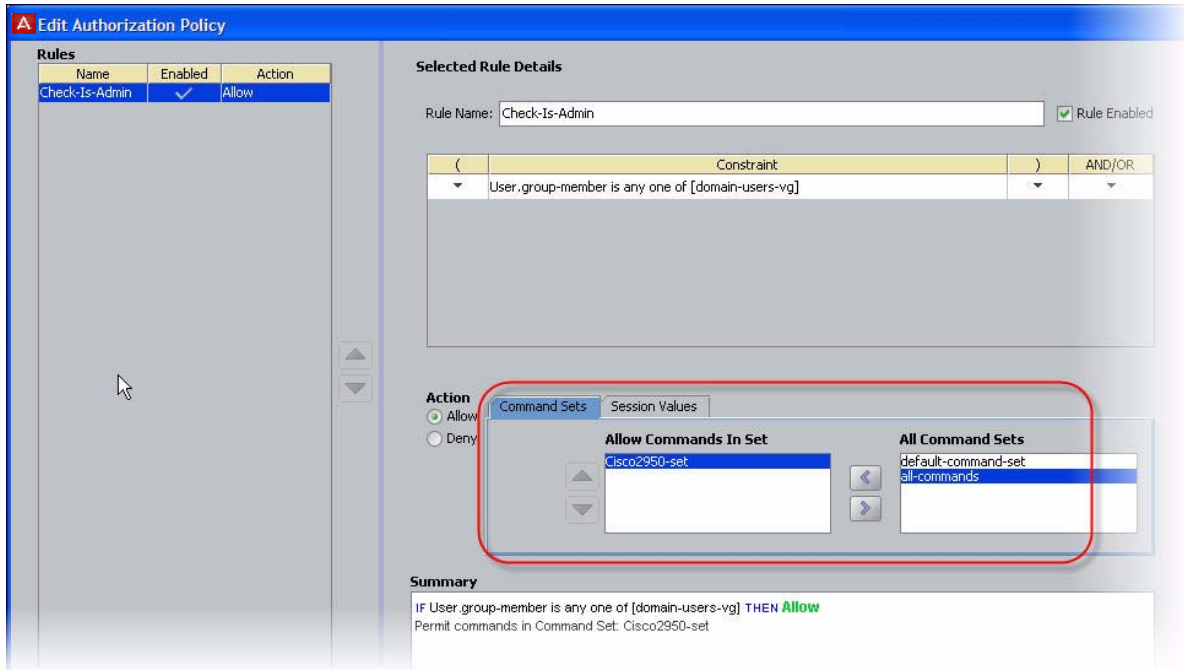 Edit Authorization Policy
Rules
Name Enabled Action
Check-Is-Admin Allow
Selected Rule Details
Rule Name: Check-Is-Admin Rule Enabled
( Constraint ) AND/OR
User.group-member is any one of [domain-users-vg]
Action
Allow
Deny
Command Sets Session Values
Allow Commands In Set
Cisco2950-set
All Command Sets
default-command-set
all-commands
Summary
IF User.group-member is any one of [domain-users-vg] THEN Allow
Permit commands in Command Set: Cisco2950-set